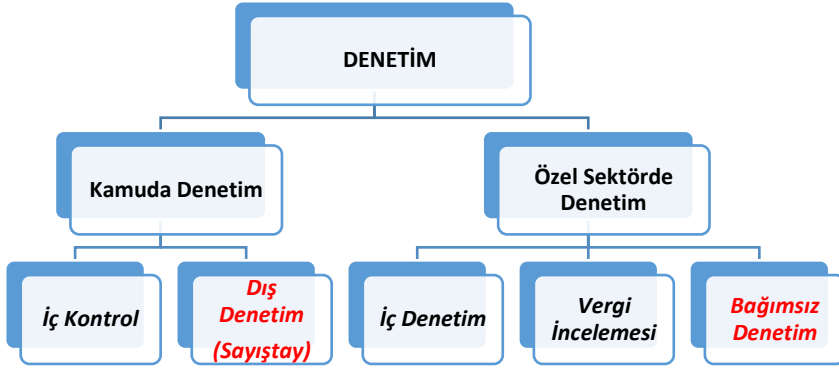 DENETİM
Kamuda Denetim
Özel Sektörde
Denetim
İç Kontrol
Dış
Denetim
(Sayıştay)
İç Denetim
Vergi
İncelemesi
Bağımsız
Denetim